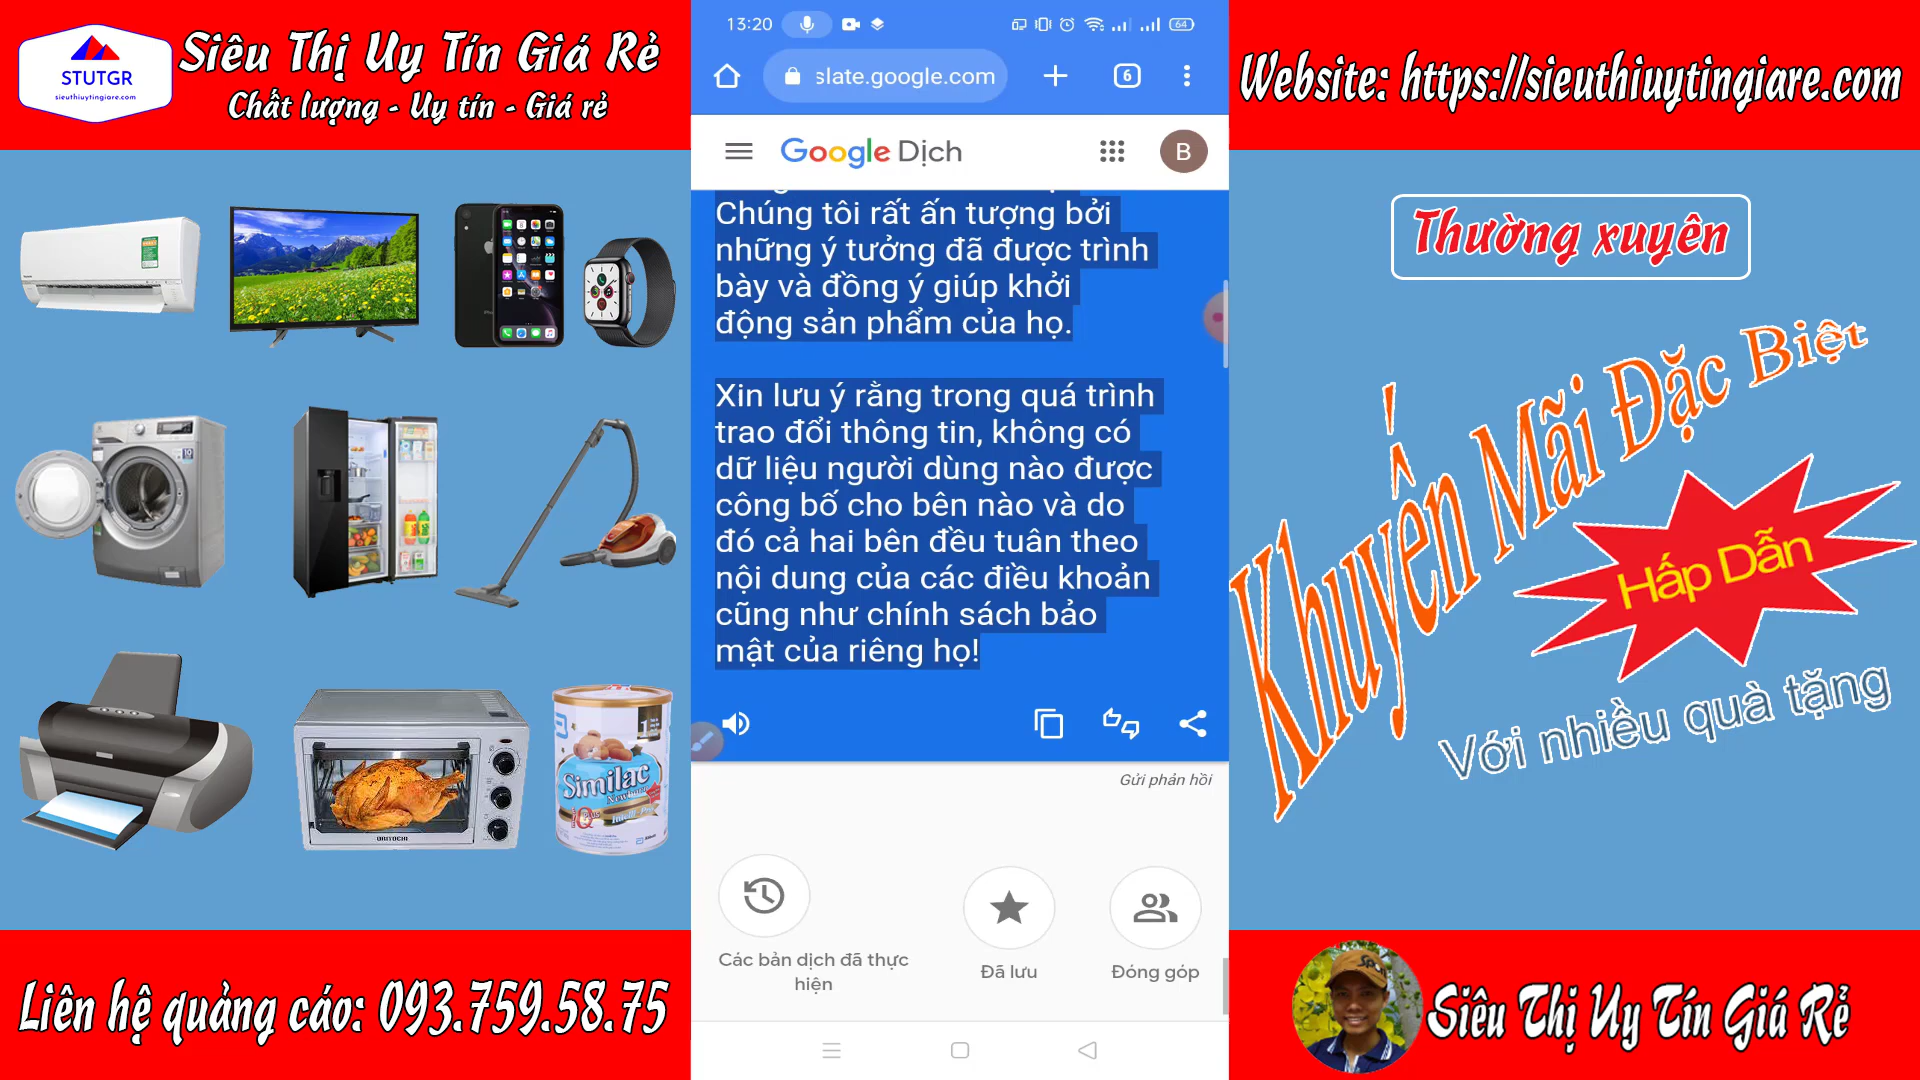 STUTGR
sieuthiuytingiare.com
Siêu Thị Uy Tín Giá Rẻ
Chất lượng - Uy tín - Giá rẻ
13:20
64
slate.google.com
6
Google Dịch
B
Chúng tôi rất ấn tượng bởi
những ý tưởng đã được trình
bày và đồng ý giúp khởi
động sản phẩm của họ.
Xin lưu ý rằng trong quá trình
trao đổi thông tin, không có
dữ liệu người dùng nào được
công bố cho bên nào và do
đó cả hai bên đều tuân theo
nội dung của các điều khoản
cũng như chính sách bảo
mật của riêng họ!
Gửi phản hồi
Các bản dịch đã thực
hiện
Đã lưu
Đóng góp
Website: https://sieuthiuytingiare.com
Thường xuyên
Khuyến Mãi Đặc Biệt
Hấp Dẫn
Với nhiều quà tặng
Similac
Liên hệ quảng cáo: 093.759.58.75
Siêu Thị Uy Tín Giá Rẻ